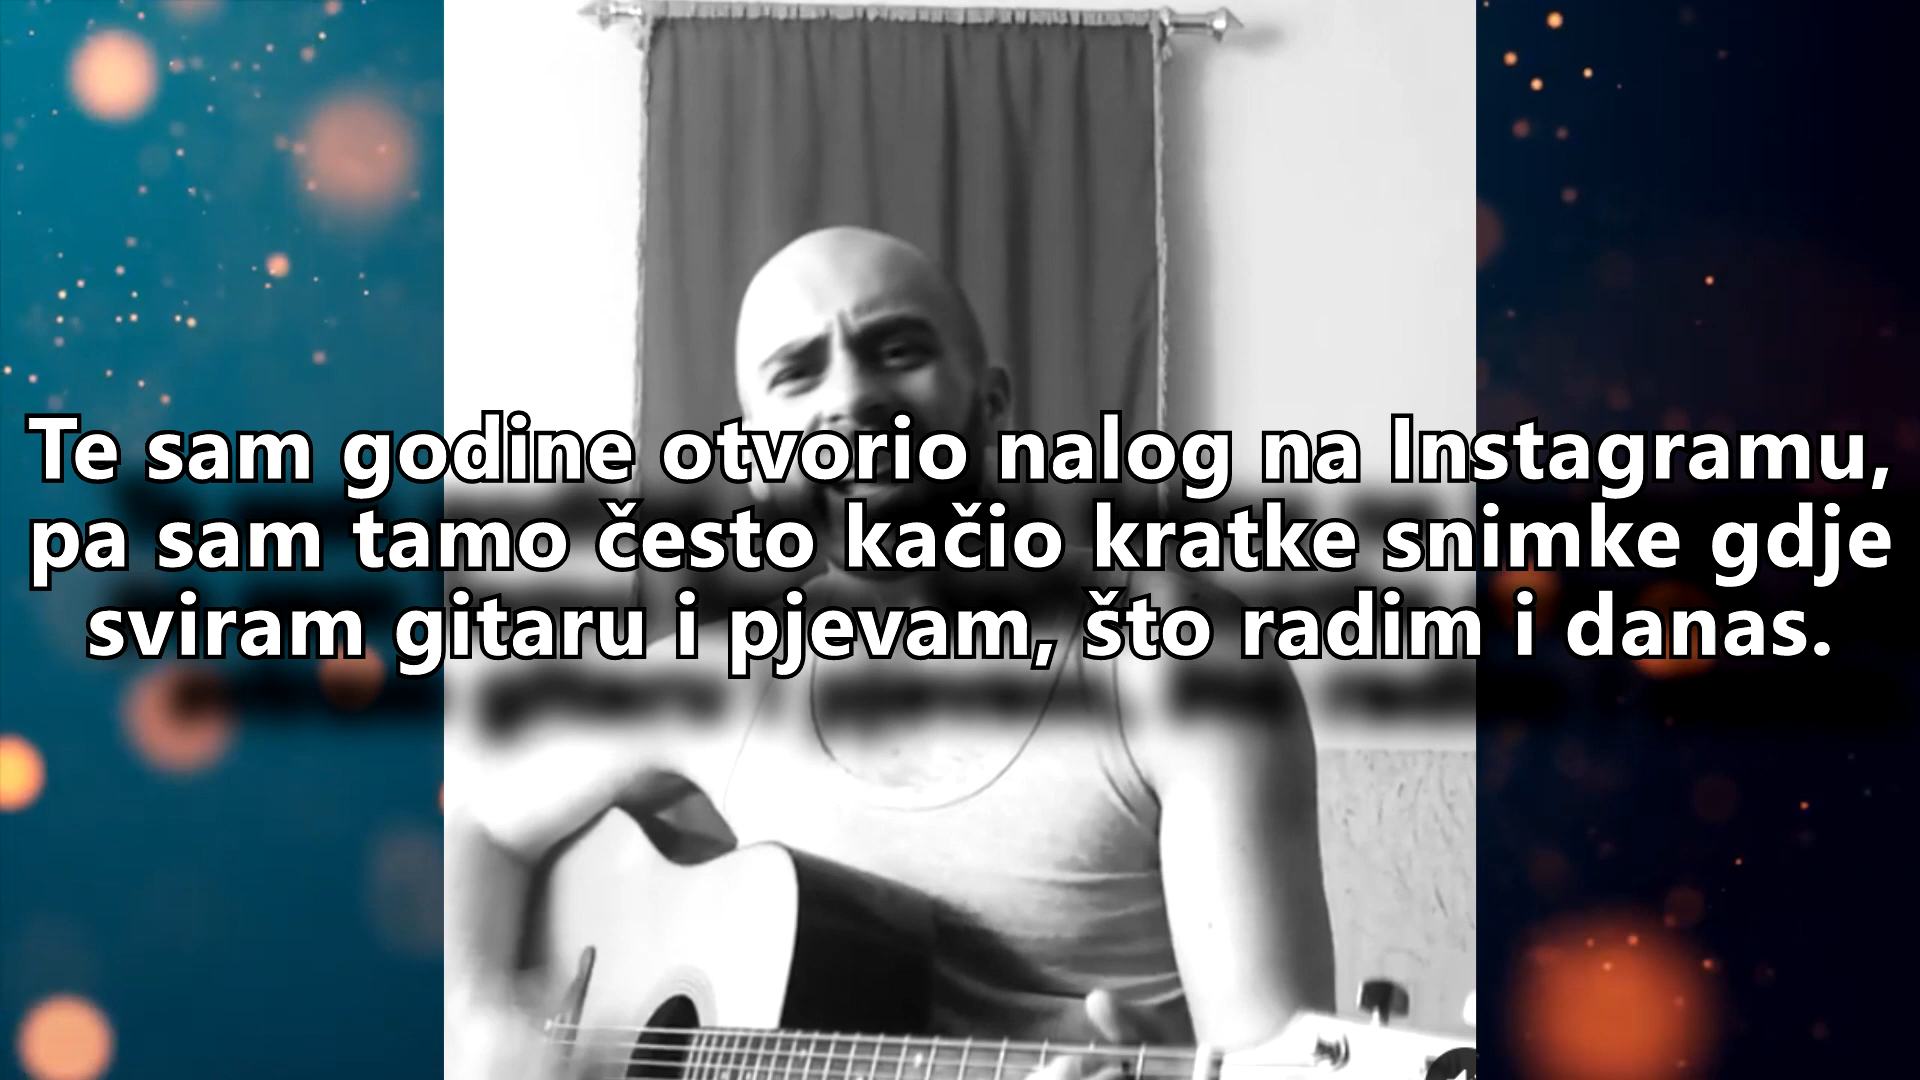 Te sam godine otvorio nalog na Instagramu,
pa sam tamo često kačio kratke snimke gdje
sviram gitaru i pjevam, što radim i danas.